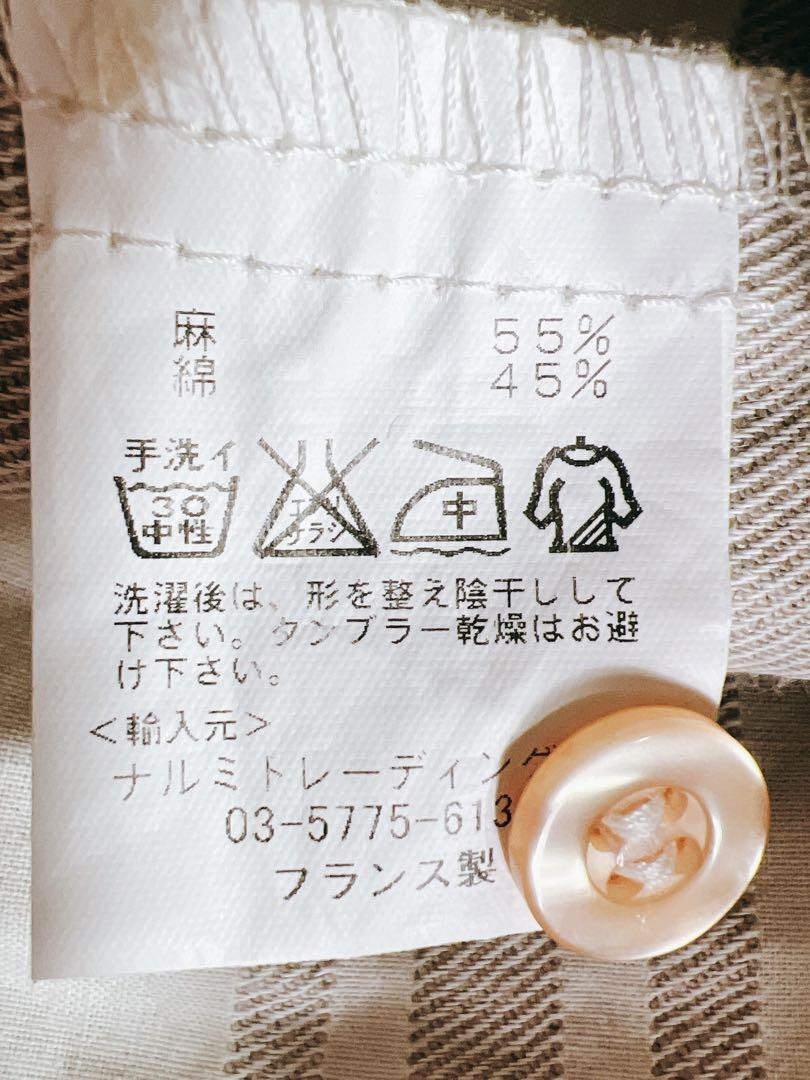 麻 55%
綿 45%
手洗イ
30
中性
エンソ
サラシ
中
洗濯後は、形を整え陰干しして
下さい。タンブラー乾燥はお避
け下さい。
<輸入元>
ナルミトレーディング
03-5775-613
フランス製